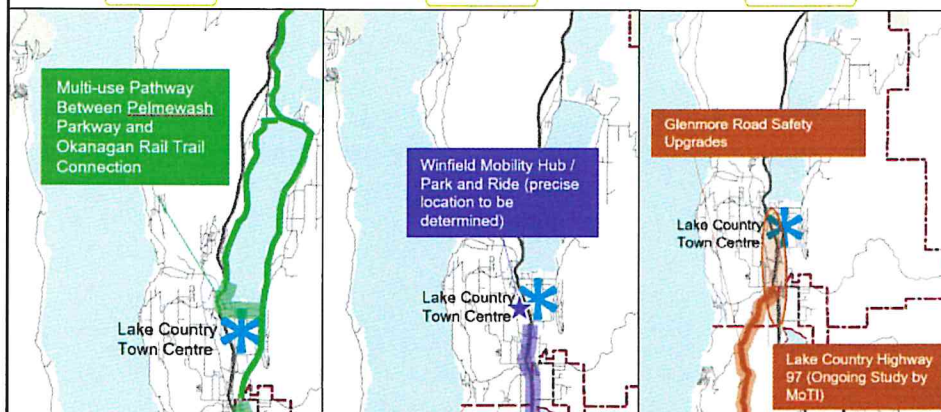 Multi-use Pathway
Between Pelmewash
Parkway and
Okanagan Rail Trail
Connection
Lake Country
Town Centre
Winfield Mobility Hub /
Park and Ride (precise
location to be
determined)
Lake Country
Town Centre
Glenmore Road Safety
Upgrades
Lake Country
Town Centre
Lake Country Highway
97 (Ongoing Study by
MoTI)